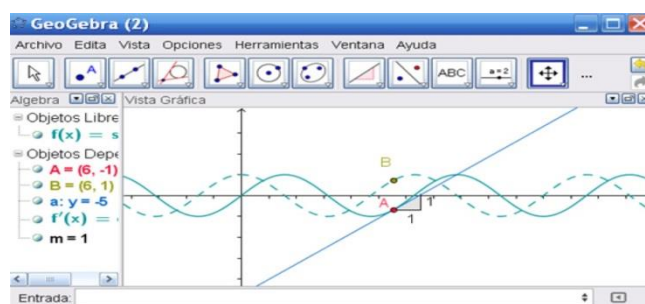 GeoGebra (2)
Archivo Edita Vista Opciones Herramientas Ventana Ayuda
A ABC a=2 ...
Algebra Vista Gráfica
Objetos Libre
f(x) = s
Objetos Depe
A = (6, -1)
B = (6, 1)
a: y = -5
f'(x) =
m = 1
B
A
1
1
Entrada: